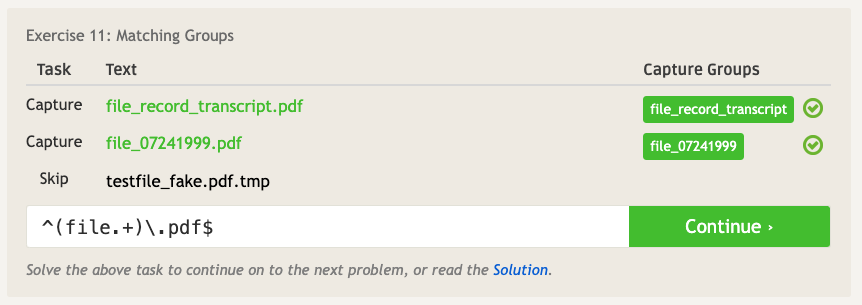 Exercise 11: Matching Groups
Task Text Capture Groups
Capture file_record_transcript.pdf file_record_transcript
Capture file_07241999.pdf file_07241999
Skip testfile_fake.pdf.tmp
^(file.+)\.pdf$ Continue ›
Solve the above task to continue on to the next problem, or read the Solution.